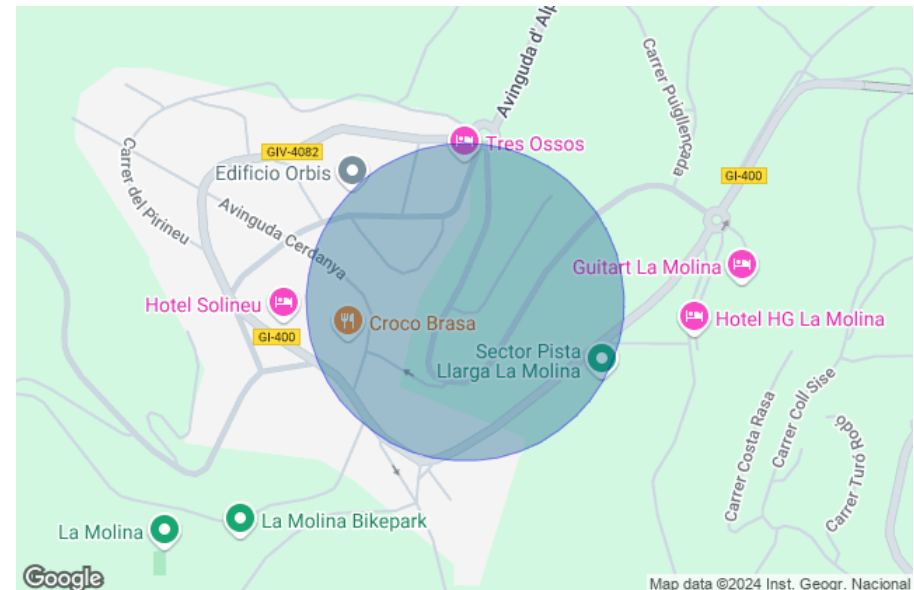 Avinguda d' Alp
Carrer Puigllençada
Tres Ossos
GIV-4082
Edificio Orbis
GI-400
Carrer del Pirineu
Avinguda Cerdanya
Guitart La Molina
Hotel Solineu
Croco Brasa
Hotel HG La Molina
GI-400
Sector Pista
Llarga La Molina
Carrer Costa Rasa
Carrer Coll Sise
Carrer Turó Rodó
La Molina Bikepark
La Molina
Google
Map data ©2024 Inst. Geogr. Nacional